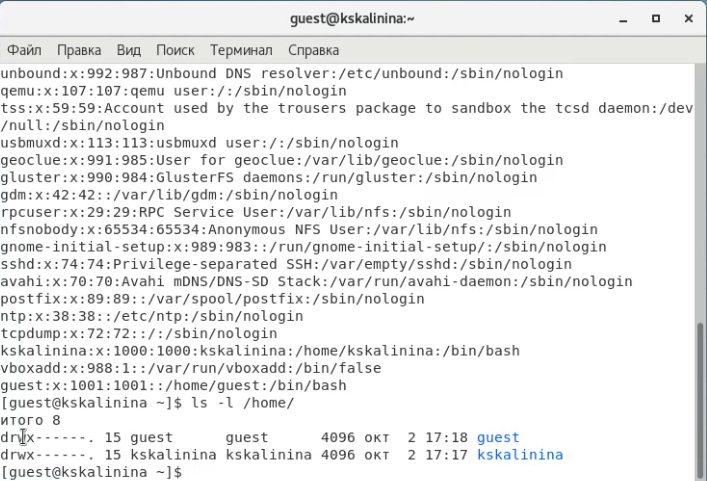 guest@kskalinina:~
Файл Правка Вид Поиск Терминал Справка
unbound:x:992:987:Unbound DNS resolver:/etc/unbound:/sbin/nologin
qemu:x:107:107:qemu user:/:/sbin/nologin
tss:x:59:59:Account used by the trousers package to sandbox the tcsd daemon:/dev
/null:/sbin/nologin
usbmuxd:x:113:113:usbmuxd user:/:/sbin/nologin
geoclue:x:991:985:User for geoclue:/var/lib/geoclue:/sbin/nologin
gluster:x:990:984:GlusterFS daemons:/run/gluster:/sbin/nologin
gdm:x:42:42::/var/lib/gdm:/sbin/nologin
rpcuser:x:29:29:RPC Service User:/var/lib/nfs:/sbin/nologin
nfsnobody:x:65534:65534:Anonymous NFS User:/var/lib/nfs:/sbin/nologin
gnome-initial-setup:x:989:983::/run/gnome-initial-setup/:/sbin/nologin
sshd:x:74:74:Privilege-separated SSH:/var/empty/sshd:/sbin/nologin
avahi:x:70:70:Avahi mDNS/DNS-SD Stack:/var/run/avahi-daemon:/sbin/nologin
postfix:x:89:89::/var/spool/postfix:/sbin/nologin
ntp:x:38:38::/etc/ntp:/sbin/nologin
tcpdump:x:72:72::/:/sbin/nologin
kskalinina:x:1000:1000:kskalinina:/home/kskalinina:/bin/bash
vboxadd:x:988:1::/var/run/vboxadd:/bin/false
guest:x:1001:1001::/home/guest:/bin/bash
[guest@kskalinina ~]$ ls -l /home/
итого 8
drwx------. 15 guest      guest      4096 окт  2 17:18 guest
drwx------. 15 kskalinina kskalinina 4096 окт  2 17:17 kskalinina
[guest@kskalinina ~]$